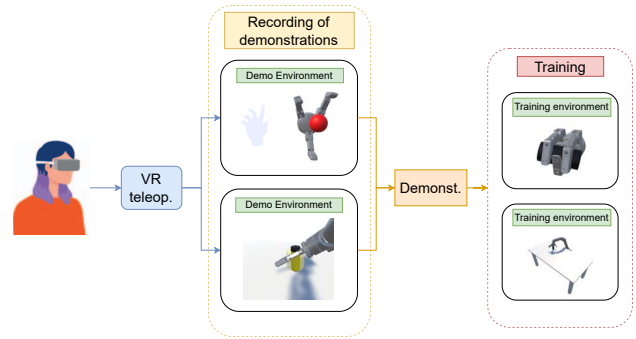 Recording of
demonstrations
Demo Environment
VR
teleop.
Demo Environment
Demonst.
Training
Training environment
Training environment